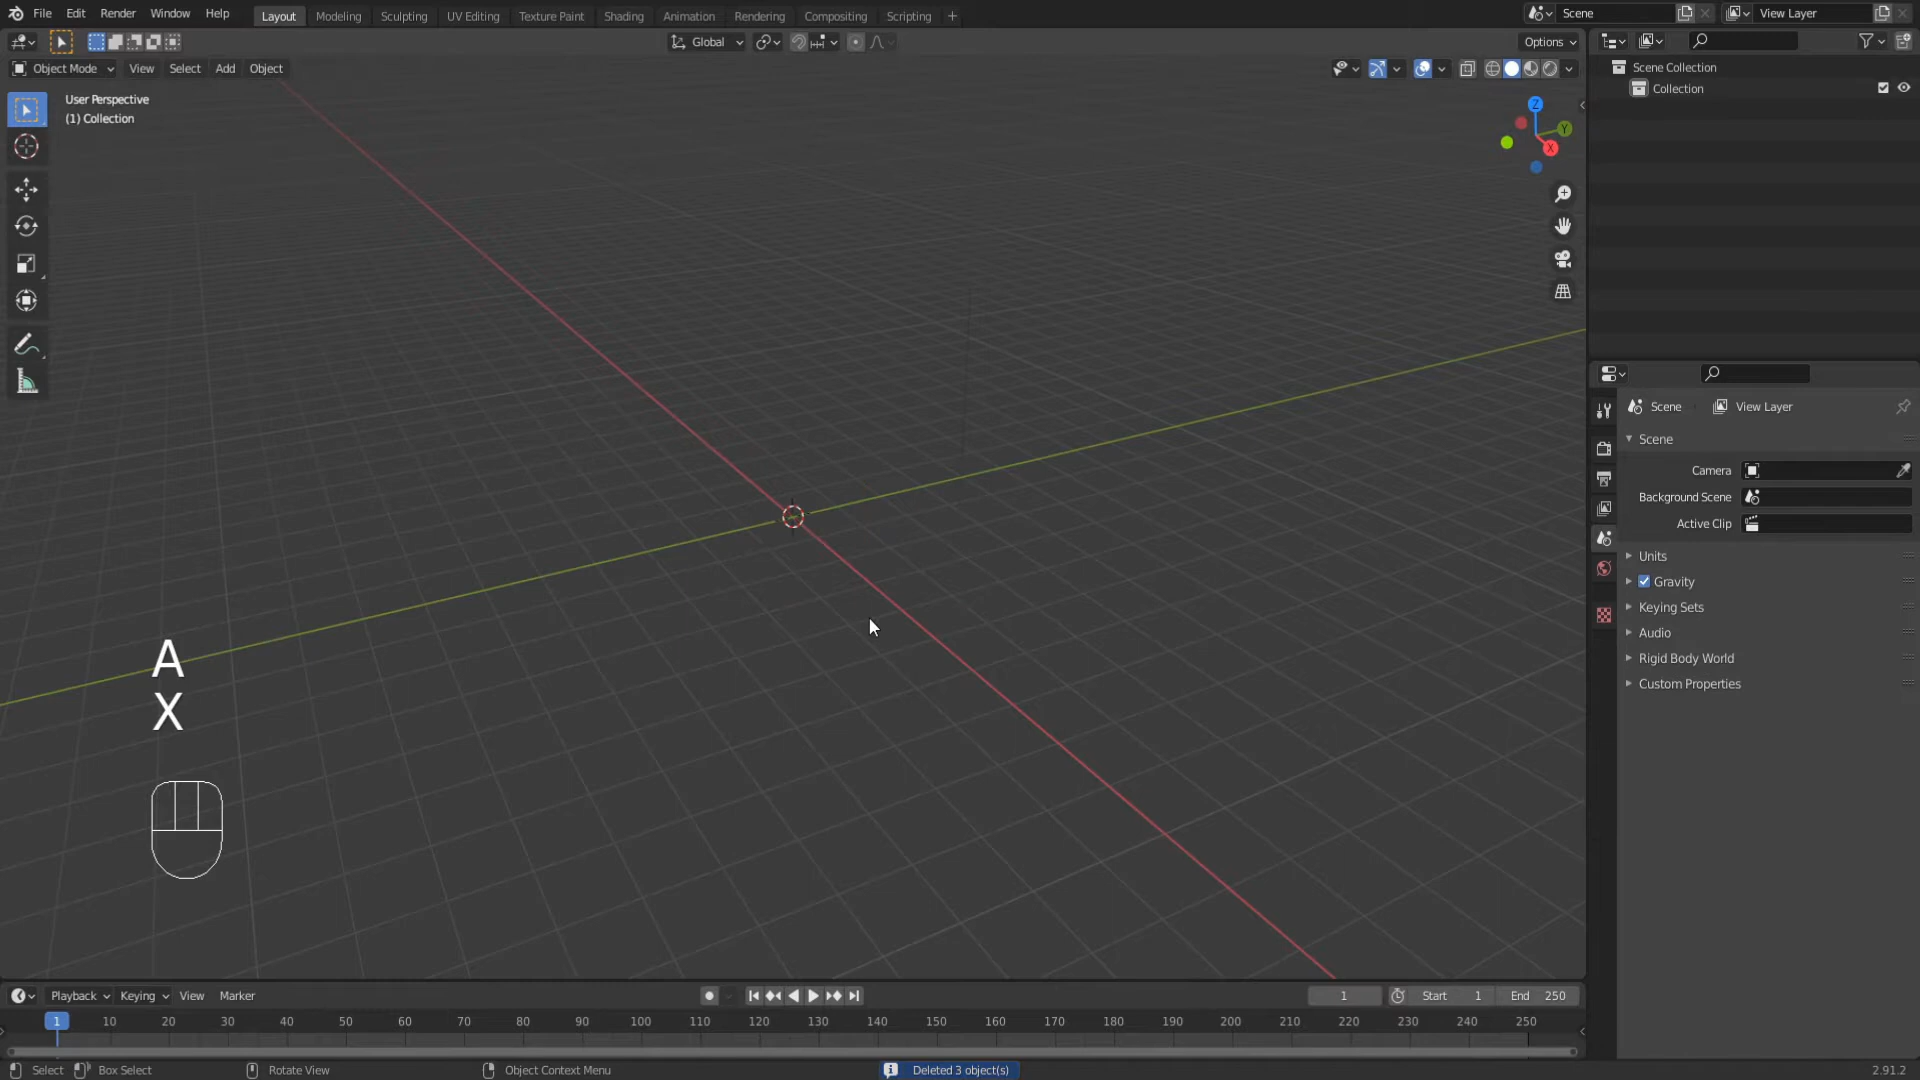 File Edit Render Window Help Layout Modeling Sculpting UV Editing Texture Paint Shading Animation Rendering Compositing Scripting + Scene View Layer
Global Options
Object Mode View Select Add Object
User Perspective
(1) Collection
Z
Y
X
Scene Collection
Collection
Scene View Layer
Scene
Camera
Background Scene
Active Clip
Units
Gravity
Keying Sets
Audio
Rigid Body World
Custom Properties
A
X
Playback Keying View Marker 1 Start 1 End 250
1 10 20 30 40 50 60 70 80 90 100 110 120 130 140 150 160 170 180 190 200 210 220 230 240 250
Select Box Select Rotate View Object Context Menu Deleted 3 object(s) 2.91.2